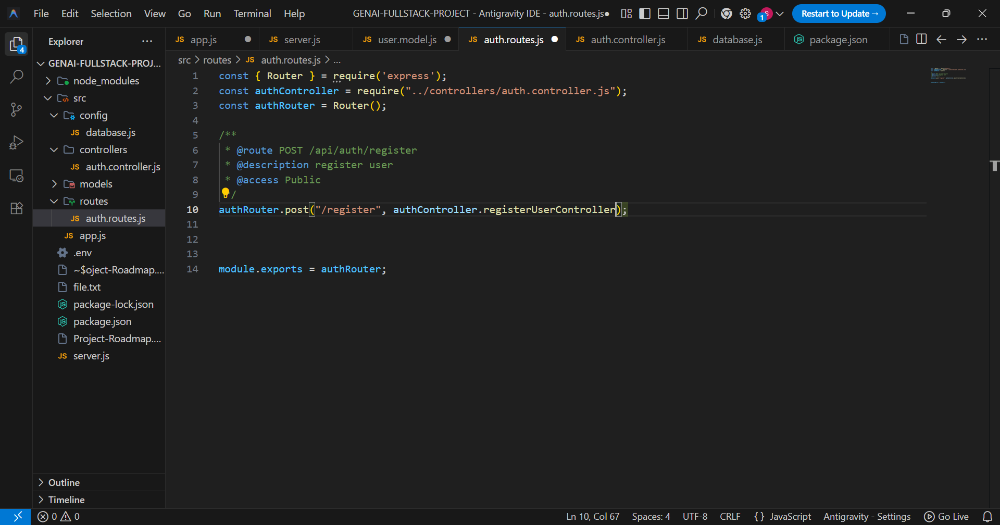 File Edit Selection View Go Run Terminal Help
GENAI-FULLSTACK-PROJECT - Antigravity IDE - auth.routes.js●
1 S
Restart to Update →
4
Explorer
JS app.js
JS server.js
JS user.model.js
JS auth.routes.js
JS auth.controller.js
JS database.js
package.json
GENAI-FULLSTACK-PROJ...
node_modules
src
config
JS database.js
controllers
JS auth.controller.js
models
routes
JS auth.routes.js
JS app.js
.env
~$oject-Roadmap....
file.txt
package-lock.json
package.json
Project-Roadmap....
JS server.js
Outline
Timeline
src > routes > JS auth.routes.js > ...
1 const { Router } = require('express');
2 const authController = require("../controllers/auth.controller.js");
3 const authRouter = Router();
4
5 /**
6 * @route POST /api/auth/register
7 * @description register user
8 * @access Public
9 /
10 authRouter.post("/register", authController.registerUserController);
11
12
13
14 module.exports = authRouter;
0 0
Ln 10, Col 67 Spaces: 4 UTF-8 CRLF {} JavaScript Antigravity - Settings Go Live